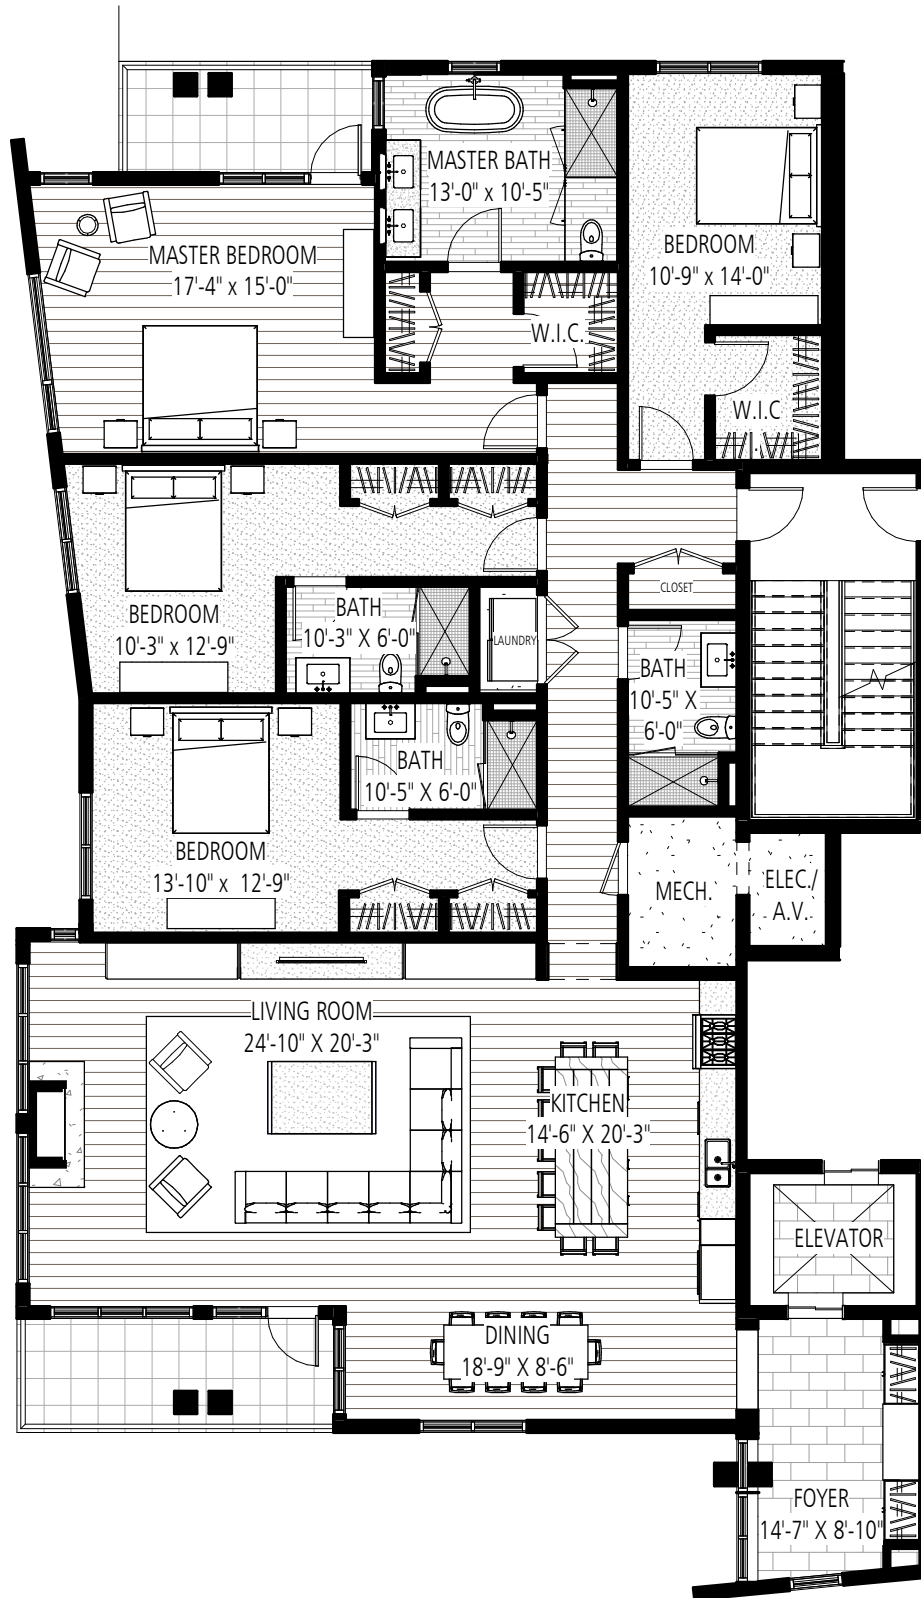 MASTER BATH
13'-0" x 10'-5"
BEDROOM
10'-9" x 14'-0"
MASTER BEDROOM
17'-4" x 15'-0"
W.I.C.
W.I.C
BEDROOM
10'-3" x 12'-9"
BATH
10'-3" X 6'-0"
LAUNDRY
CLOSET
BATH
10'-5" X
6'-0"
BATH
10'-5" X 6'-0"
BEDROOM
13'-10" x 12'-9"
MECH.
ELEC./
A.V.
LIVING ROOM
24'-10" X 20'-3"
KITCHEN
14'-6" X 20'-3"
ELEVATOR
DINING
18'-9" X 8'-6"
FOYER
14'-7" X 8'-10"